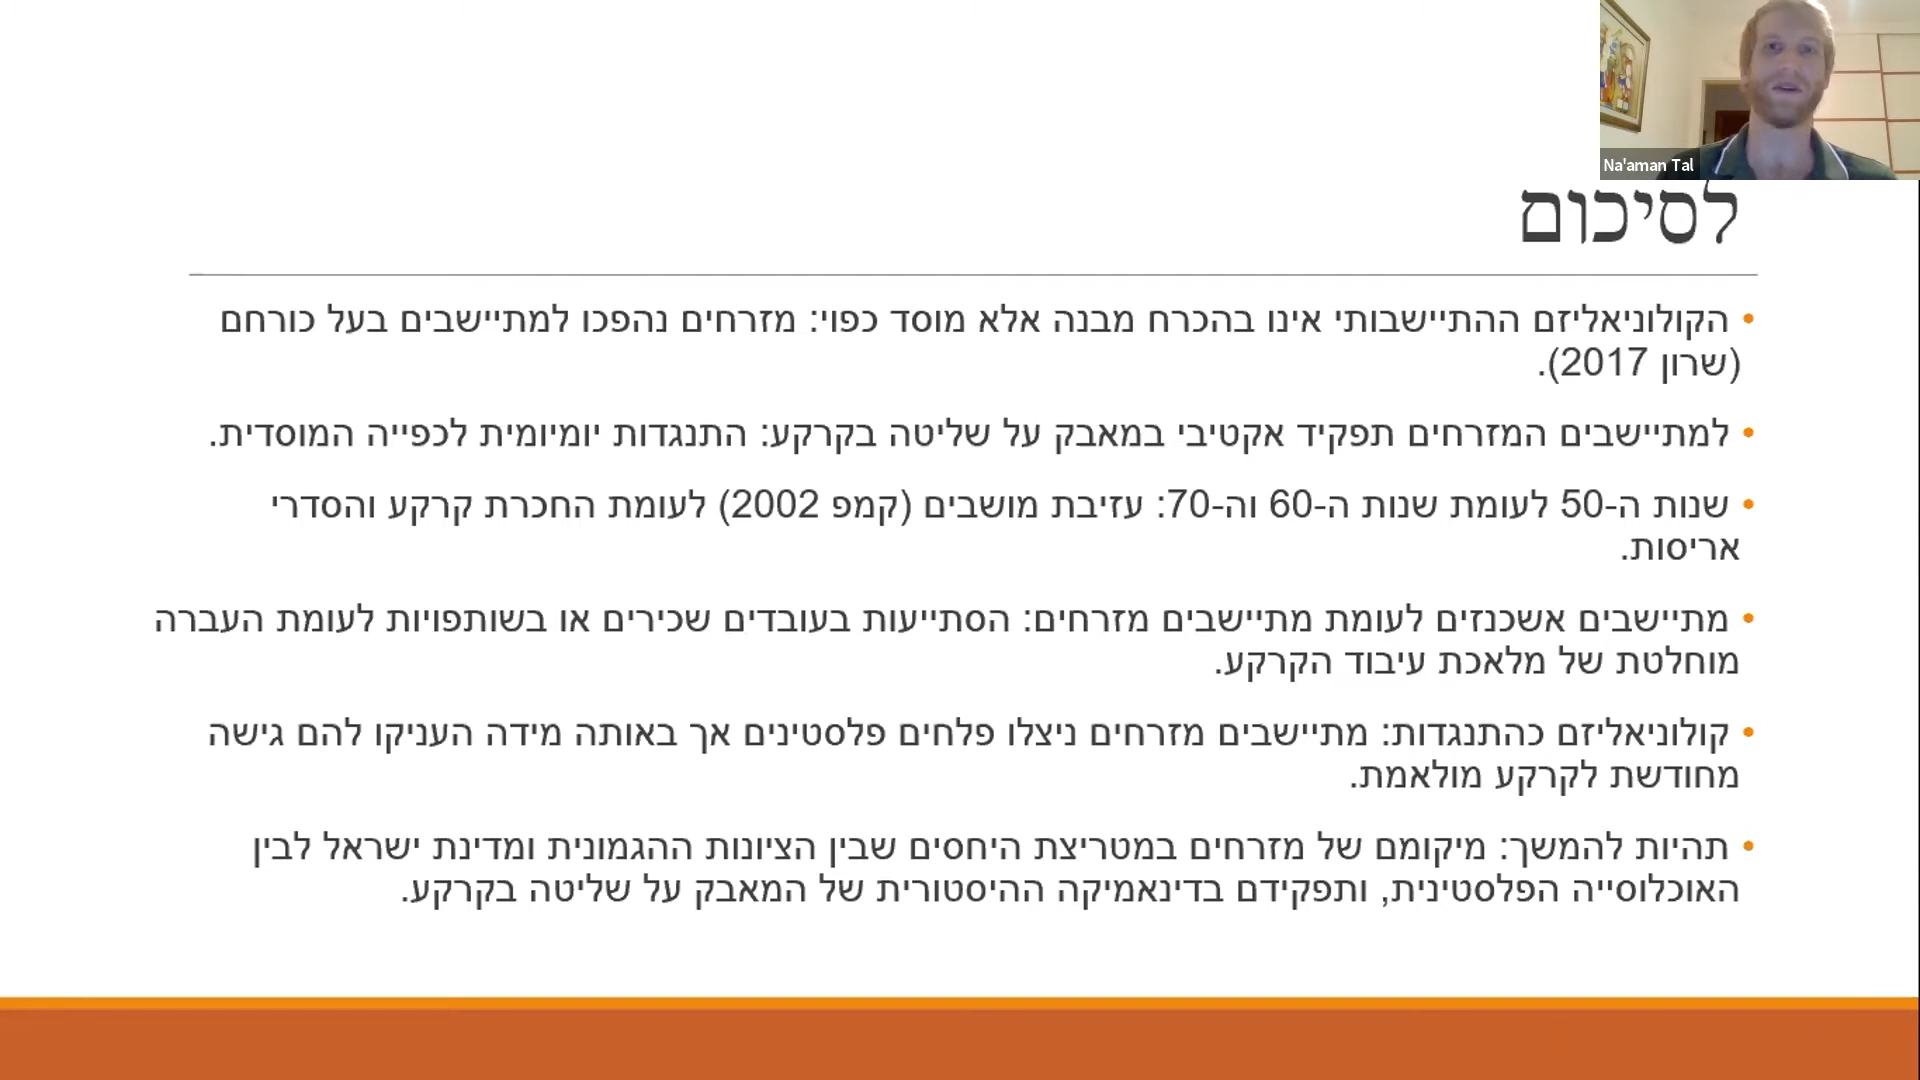 Na'aman Tal
לסיכום
• הקולוניאליזם ההתיישבותי אינו בהכרח מבנה אלא מוסד כפוי: מזרחים נהפכו למתיישבים בעל כורחם
(שרון 2017).
• למתיישבים המזרחים תפקיד אקטיבי במאבק על שליטה בקרקע: התנגדות יומיומית לכפייה המוסדית.
• שנות ה-50 לעומת שנות ה-60 וה-70: עזיבת מושבים (קמפ 2002) לעומת החכרת קרקע והסדרי
אריסות.
• מתיישבים אשכנזים לעומת מתיישבים מזרחים: הסתייעות בעובדים שכירים או בשותפויות לעומת העברה
מוחלטת של מלאכת עיבוד הקרקע.
• קולוניאליזם כהתנגדות: מתיישבים מזרחים ניצלו פלחים פלסטינים אך באותה מידה העניקו להם גישה
מחודשת לקרקע מולאמת.
• תהיות להמשך: מיקומם של מזרחים במטריצת היחסים שבין הציונות ההגמונית ומדינת ישראל לבין
האוכלוסייה הפלסטינית, ותפקידם בדינאמיקה ההיסטורית של המאבק על שליטה בקרקע.